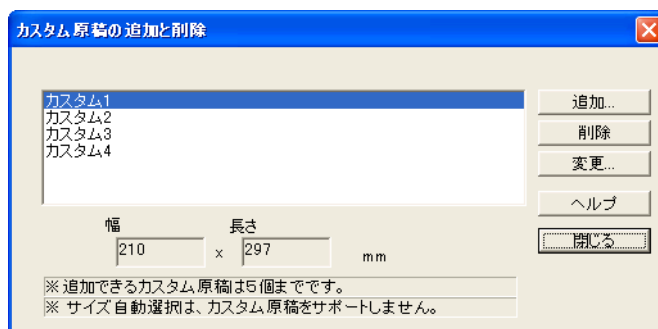 カスタム原稿の追加と削除
カスタム1
カスタム2
カスタム3
カスタム4
追加...
削除
変更...
ヘルプ
閉じる
幅 長さ
210 x 297 mm
※ 追加できるカスタム原稿は5個までです。
※ サイズ自動選択は、カスタム原稿をサポートしません。